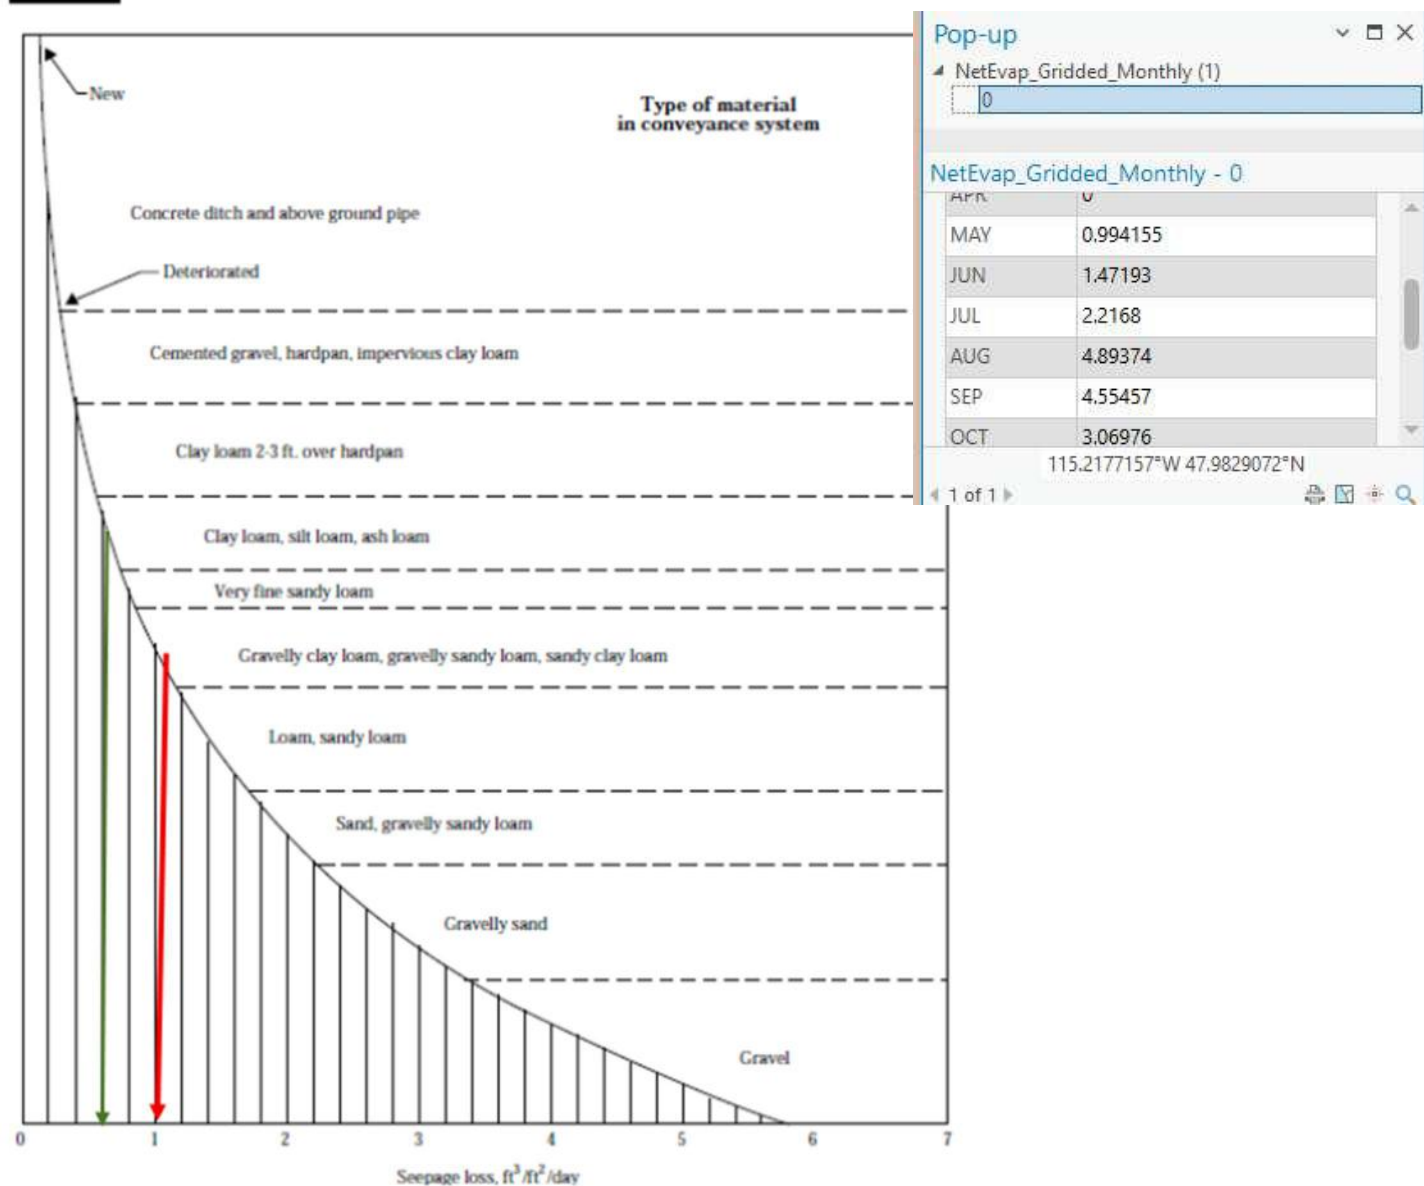 New
Type of material
in conveyance system
Concrete ditch and above ground pipe
Deteriorated
Cemented gravel, hardpan, impervious clay loam
Clay loam 2-3 ft. over hardpan
Clay loam, silt loam, ash loam
Very fine sandy loam
Gravelly clay loam, gravelly sandy loam, sandy clay loam
Loam, sandy loam
Sand, gravelly sandy loam
Gravelly sand
Gravel
0 1 2 3 4 5 6 7
Seepage loss, ft³/ft²/day
Pop-up
NetEvap_Gridded_Monthly (1)
0
NetEvap_Gridded_Monthly - 0
APR 0
MAY 0.994155
JUN 1.47193
JUL 2.2168
AUG 4.89374
SEP 4.55457
OCT 3.06976
115.2177157°W 47.9829072°N
1 of 1